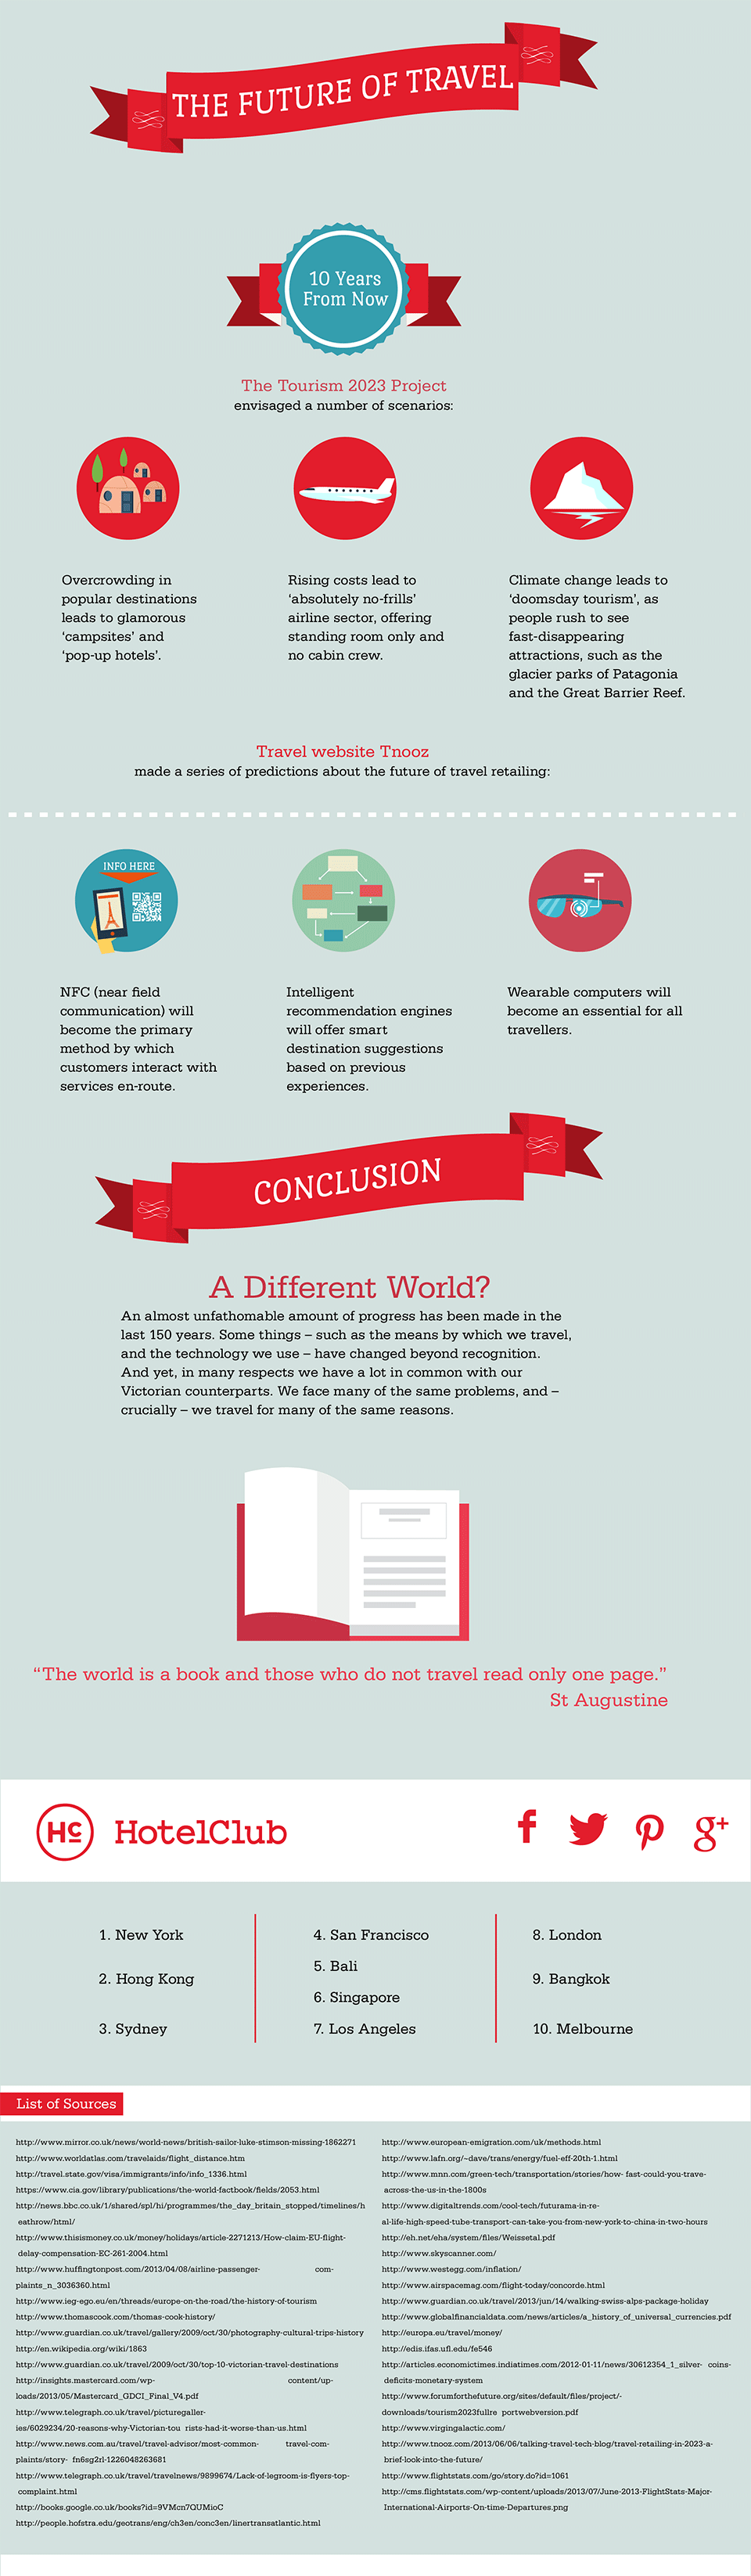 THE FUTURE OF TRAVEL
10 Years
From Now
The Tourism 2023 Project
envisaged a number of scenarios:
Overcrowding in
popular destinations
leads to glamorous
‘campsites’ and
‘pop-up hotels’.
Rising costs lead to
‘absolutely no-frills’
airline sector, offering
standing room only and
no cabin crew.
Climate change leads to
‘doomsday tourism’, as
people rush to see
fast-disappearing
attractions, such as the
glacier parks of Patagonia
and the Great Barrier Reef.
Travel website Tnooz
made a series of predictions about the future of travel retailing:
INFO HERE
NFC (near field
communication) will
become the primary
method by which
customers interact with
services en-route.
Intelligent
recommendation engines
will offer smart
destination suggestions
based on previous
experiences.
Wearable computers will
become an essential for all
travellers.
CONCLUSION
A Different World?
An almost unfathomable amount of progress has been made in the
last 150 years. Some things – such as the means by which we travel,
and the technology we use – have changed beyond recognition.
And yet, in many respects we have a lot in common with our
Victorian counterparts. We face many of the same problems, and –
crucially – we travel for many of the same reasons.
“The world is a book and those who do not travel read only one page.”
St Augustine
HC HotelClub
f g+
1. New York
2. Hong Kong
3. Sydney
4. San Francisco
5. Bali
6. Singapore
7. Los Angeles
8. London
9. Bangkok
10. Melbourne
List of Sources
http://www.mirror.co.uk/news/world-news/british-sailor-luke-stimson-missing-1862271
http://www.worldatlas.com/travelaids/flight_distance.htm
http://travel.state.gov/visa/immigrants/info/info_1336.html
https://www.cia.gov/library/publications/the-world-factbook/fields/2053.html
http://news.bbc.co.uk/1/shared/spl/hi/programmes/the_day_britain_stopped/timelines/h
eathrow/html/
http://www.thisismoney.co.uk/money/holidays/article-2271213/How-claim-EU-flight-
delay-compensation-EC-261-2004.html
http://www.huffingtonpost.com/2013/04/08/airline-passenger- com-
plaints_n_3036360.html
http://www.ieg-ego.eu/en/threads/europe-on-the-road/the-history-of-tourism
http://www.thomascook.com/thomas-cook-history/
http://www.guardian.co.uk/travel/gallery/2009/oct/30/photography-cultural-trips-history
http://en.wikipedia.org/wiki/1863
http://www.guardian.co.uk/travel/2009/oct/30/top-10-victorian-travel-destinations
http://insights.mastercard.com/wp- content/up-
loads/2013/05/Mastercard_GDCI_Final_V4.pdf
http://www.telegraph.co.uk/travel/picturegaller-
ies/6029234/20-reasons-why-Victorian-tou rists-had-it-worse-than-us.html
http://www.news.com.au/travel/travel-advisor/most-common- travel-com-
plaints/story- fn6sg2rl-1226048263681
http://www.telegraph.co.uk/travel/travelnews/9899674/Lack-of-legroom-is-flyers-top-
complaint.html
http://books.google.co.uk/books?id=9VMcn7QUMioC
http://people.hofstra.edu/geotrans/eng/ch3en/conc3en/linertransatlantic.html
http://www.european-emigration.com/uk/methods.html
http://www.lafn.org/~dave/trans/energy/fuel-eff-20th-1.html
http://www.mnn.com/green-tech/transportation/stories/how- fast-could-you-trave-
across-the-us-in-the-1800s
http://www.digitaltrends.com/cool-tech/futurama-in-re-
al-life-high-speed-tube-transport-can-take-you-from-new-york-to-china-in-two-hours
http://eh.net/eha/system/files/Weissetal.pdf
http://www.skyscanner.com/
http://www.westegg.com/inflation/
http://www.airspacemag.com/flight-today/concorde.html
http://www.guardian.co.uk/travel/2013/jun/14/walking-swiss-alps-package-holiday
http://www.globalfinancialdata.com/news/articles/a_history_of_universal_currencies.pdf
http://europa.eu/travel/money/
http://edis.ifas.ufl.edu/fe546
http://articles.economictimes.indiatimes.com/2012-01-11/news/30612354_1_silver- coins-
deficits-monetary-system
http://www.forumforthefuture.org/sites/default/files/project/-
downloads/tourism2023fullre portwebversion.pdf
http://www.virgingalactic.com/
http://www.tnooz.com/2013/06/06/talking-travel-tech-blog/travel-retailing-in-2023-a-
brief-look-into-the-future/
http://www.flightstats.com/go/story.do?id=1061
http://cms.flightstats.com/wp-content/uploads/2013/07/June-2013-FlightStats-Major-
International-Airports-On-time-Departures.png